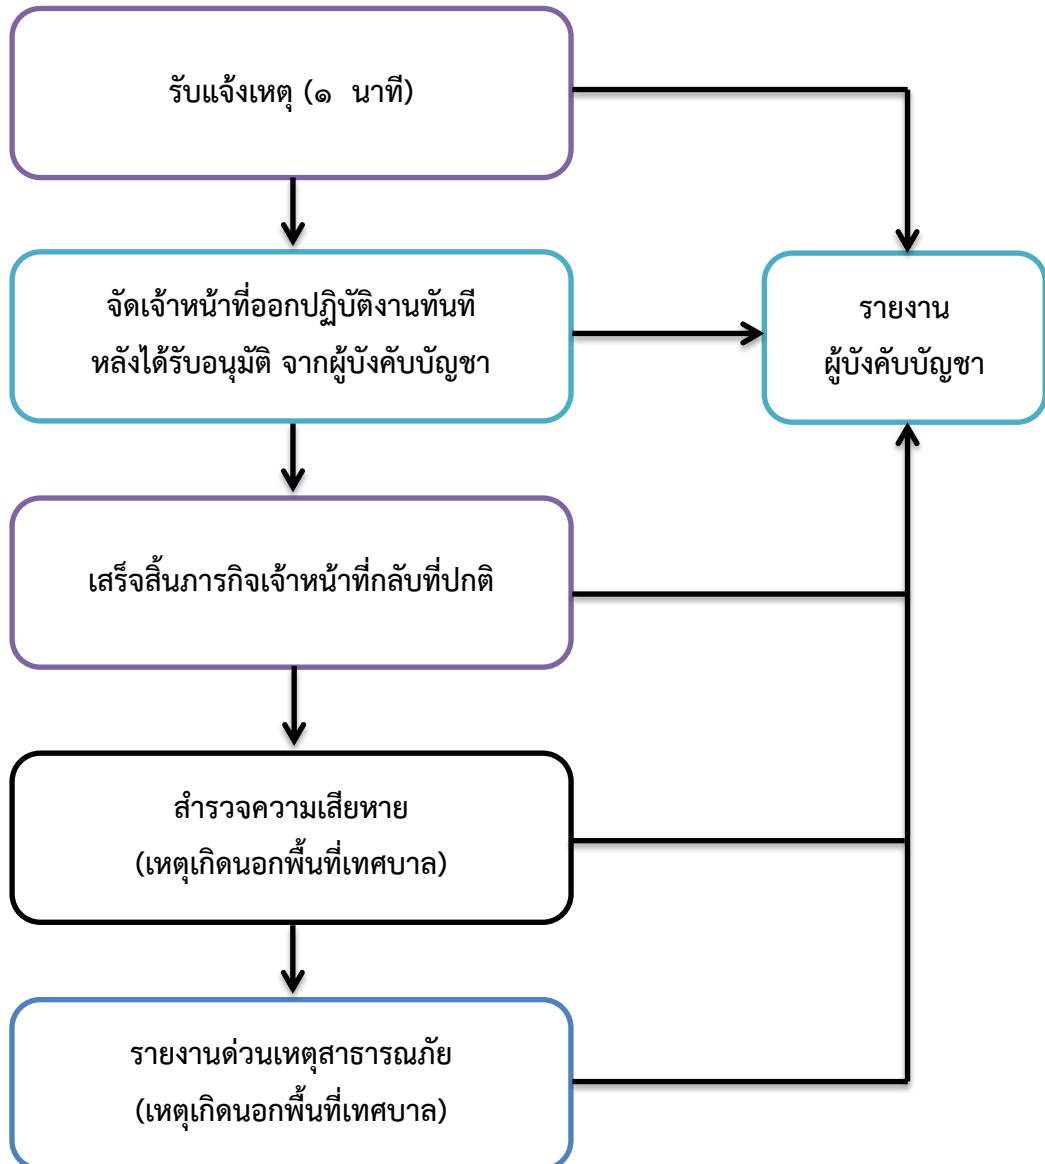 รับแจ้งเหตุ (๑  นาที)
จัดเจ้าหน้าที่ออกปฏิบัติงานทันที
หลังได้รับอนุมัติ จากผู้บังคับบัญชา
รายงาน
ผู้บังคับบัญชา
เสร็จสิ้นภารกิจเจ้าหน้าที่กลับที่ปกติ
สำรวจความเสียหาย
(เหตุเกิดนอกพื้นที่เทศบาล)
รายงานด่วนเหตุสาธารณภัย
(เหตุเกิดนอกพื้นที่เทศบาล)